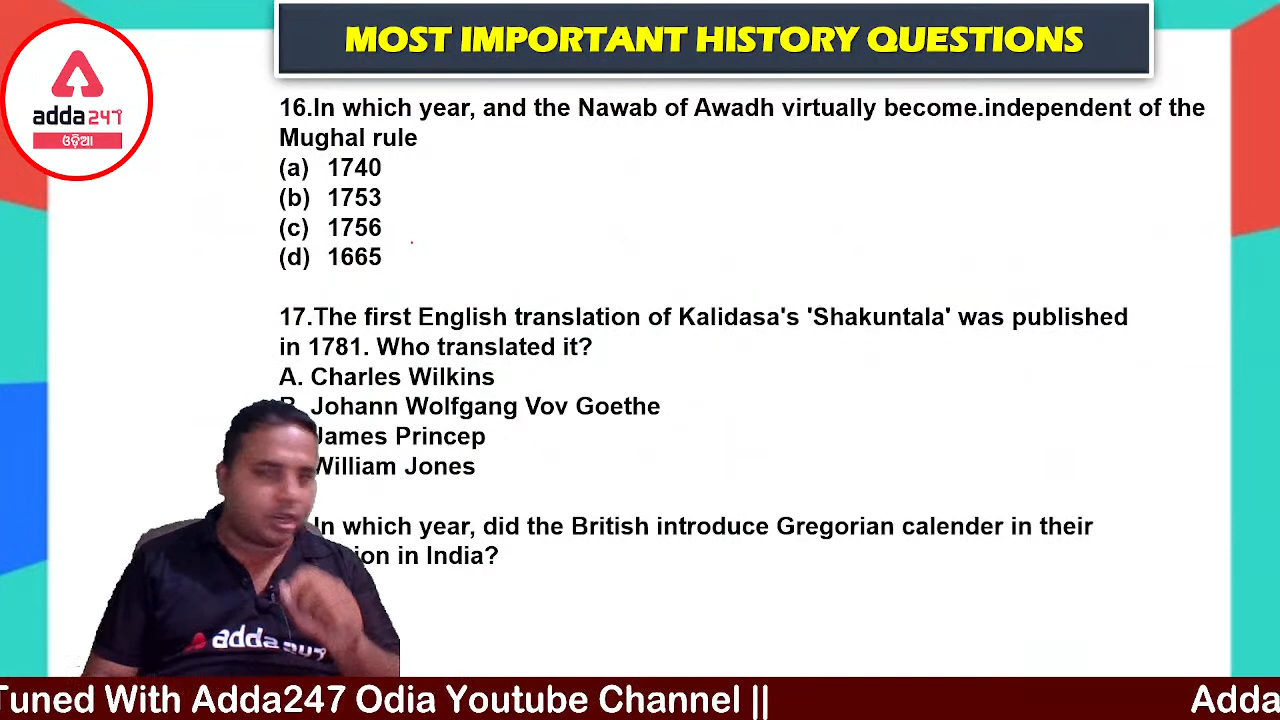 MOST IMPORTANT HISTORY QUESTIONS
adda247
ଓଡ଼ିଆ
16.In which year, and the Nawab of Awadh virtually become.independent of the
Mughal rule
(a) 1740
(b) 1753
(c) 1756
(d) 1665
17.The first English translation of Kalidasa's 'Shakuntala' was published
in 1781. Who translated it?
A. Charles Wilkins
B. Johann Wolfgang Vov Goethe
James Princep
William Jones
In which year, did the British introduce Gregorian calender in their
in India?
adda247
Tuned With Adda247 Odia Youtube Channel || Adda